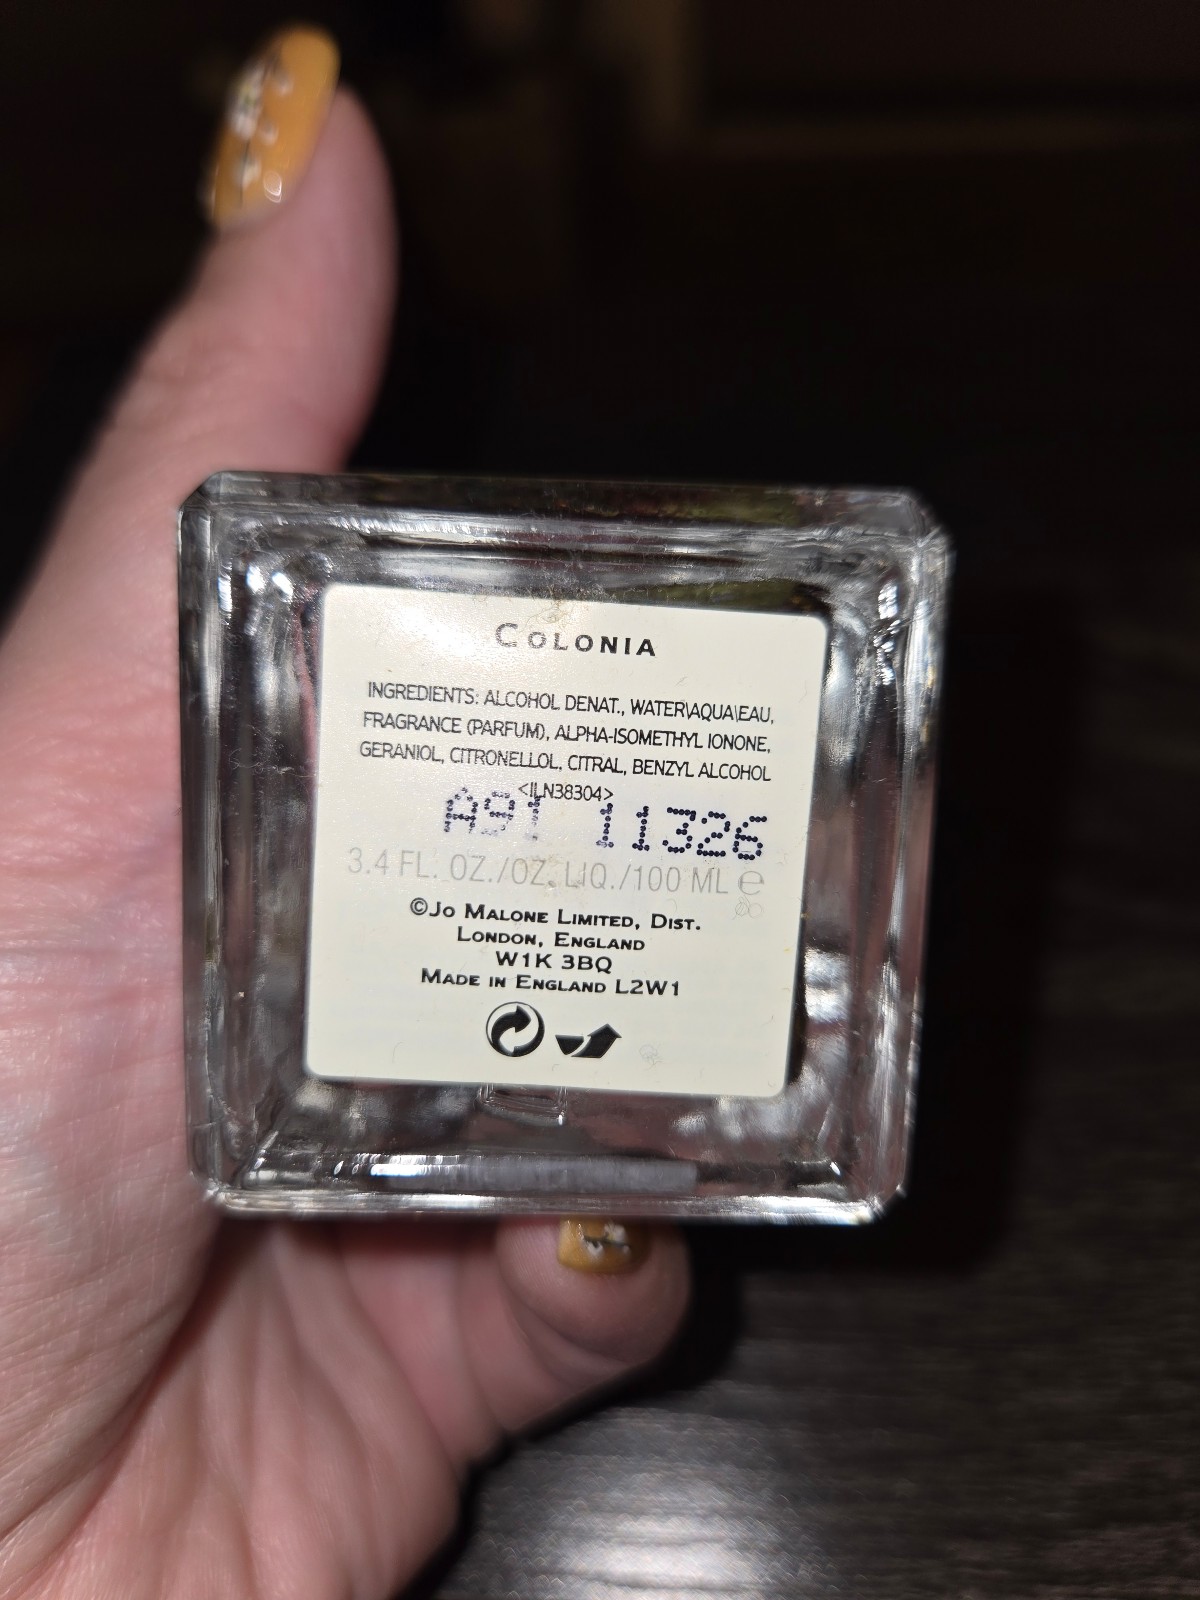 COLONIA
INGREDIENTS: ALCOHOL DENAT., WATER\AQUA\EAU,
FRAGRANCE (PARFUM), ALPHA-ISOMETHYL IONONE,
GERANIOL, CITRONELLOL, CITRAL, BENZYL ALCOHOL
<ILN38304>
A91 11326
3.4 FL. OZ./OZ. LIQ./100 ML e
©JO MALONE LIMITED, DIST.
LONDON, ENGLAND
W1K 3BQ
MADE IN ENGLAND L2W1